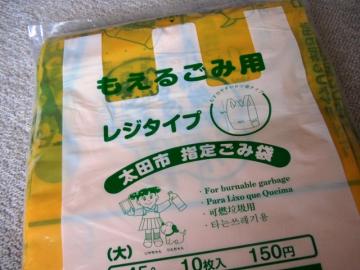 もえるごみ用
レジタイプ
太田市 指定ごみ袋
・For burnable garbage
・Para Lixo que Queima
・可燃垃圾用
・타는쓰레기용
(大)
10枚入
150円